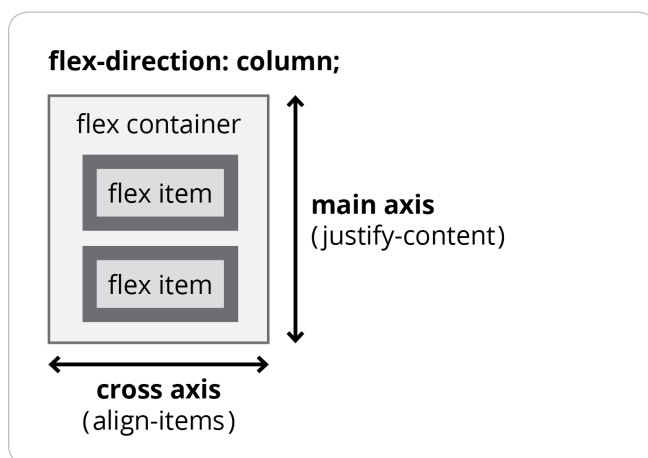 flex-direction: column;
flex container
flex item
flex item
main axis
(justify-content)
cross axis
(align-items)